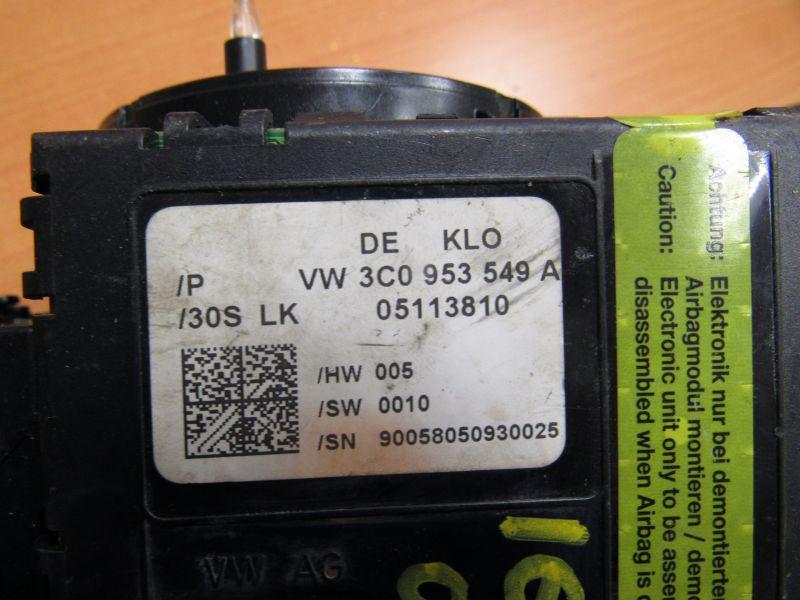 DE KLO
/P VW 3C0 953 549 A
/30S LK 05113810
/HW 005
/SW 0010
/SN 90058050930025
VW AG
Achtung: Elektronik nur bei demontierte
Airbagmodul montieren / demo
Caution: Electronic unit only to be asse
disassembled when Airbag is